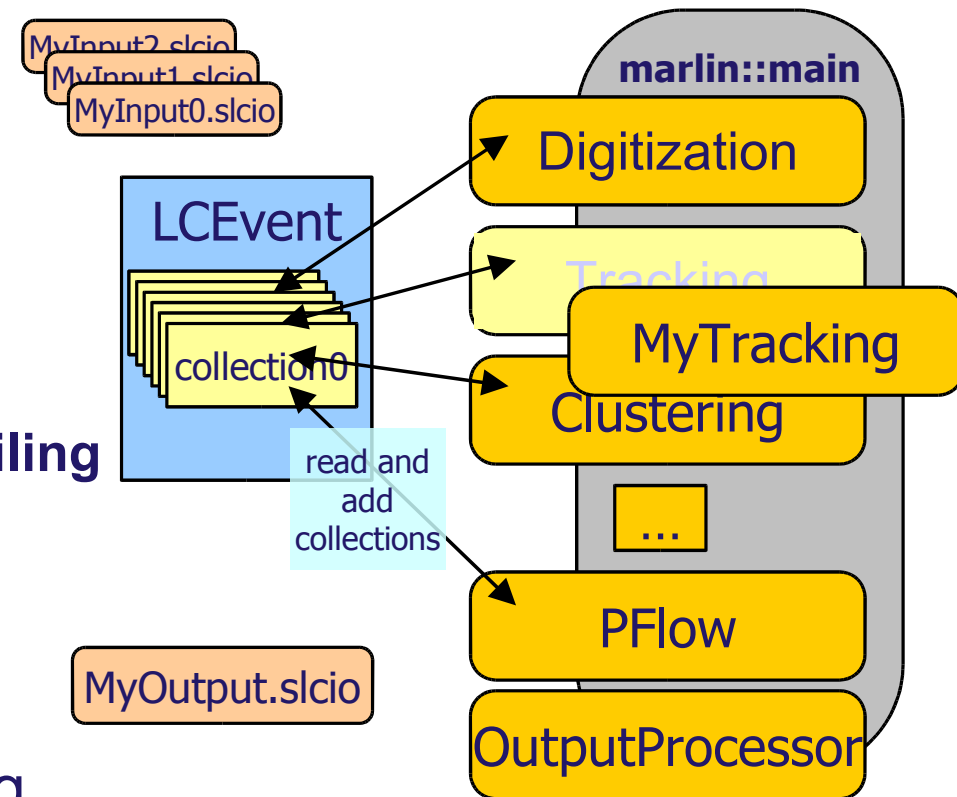 MyInput2.slcio
MyInput1.slcio
MyInput0.slcio
marlin::main
Digitization
LCEvent
Tracking
MyTracking
collection0
Clustering
iling
read and
add
collections
...
PFlow
MyOutput.slcio
OutputProcessor
g